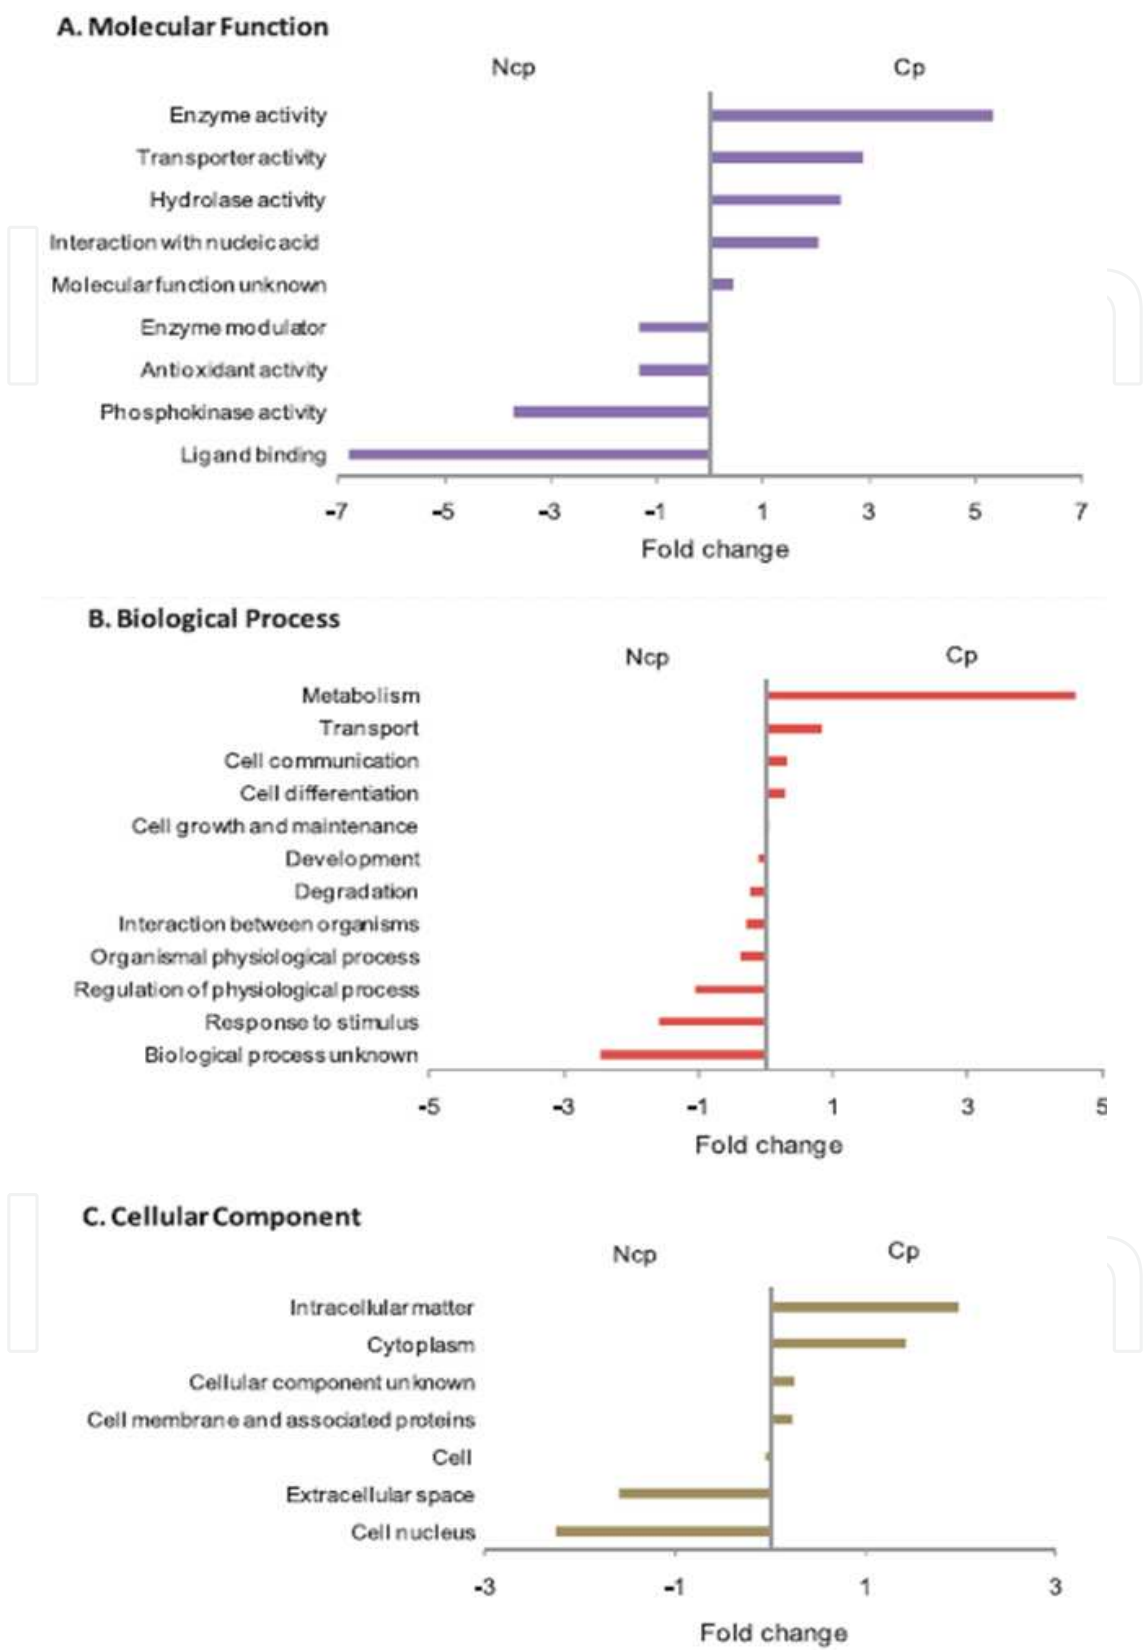 A. Molecular Function
Ncp Cp
Enzyme activity
Transporter activity
Hydrolase activity
Interaction with nucleic acid
Molecular function unknown
Enzyme modulator
Antioxidant activity
Phosphokinase activity
Ligand binding
-7 -5 -3 -1 1 3 5 7
Fold change
B. Biological Process
Ncp Cp
Metabolism
Transport
Cell communication
Cell differentiation
Cell growth and maintenance
Development
Degradation
Interaction between organisms
Organismal physiological process
Regulation of physiological process
Response to stimulus
Biological process unknown
-5 -3 -1 1 3 5
Fold change
C. Cellular Component
Ncp Cp
Intracellular matter
Cytoplasm
Cellular component unknown
Cell membrane and associated proteins
Cell
Extracellular space
Cell nucleus
-3 -1 1 3
Fold change